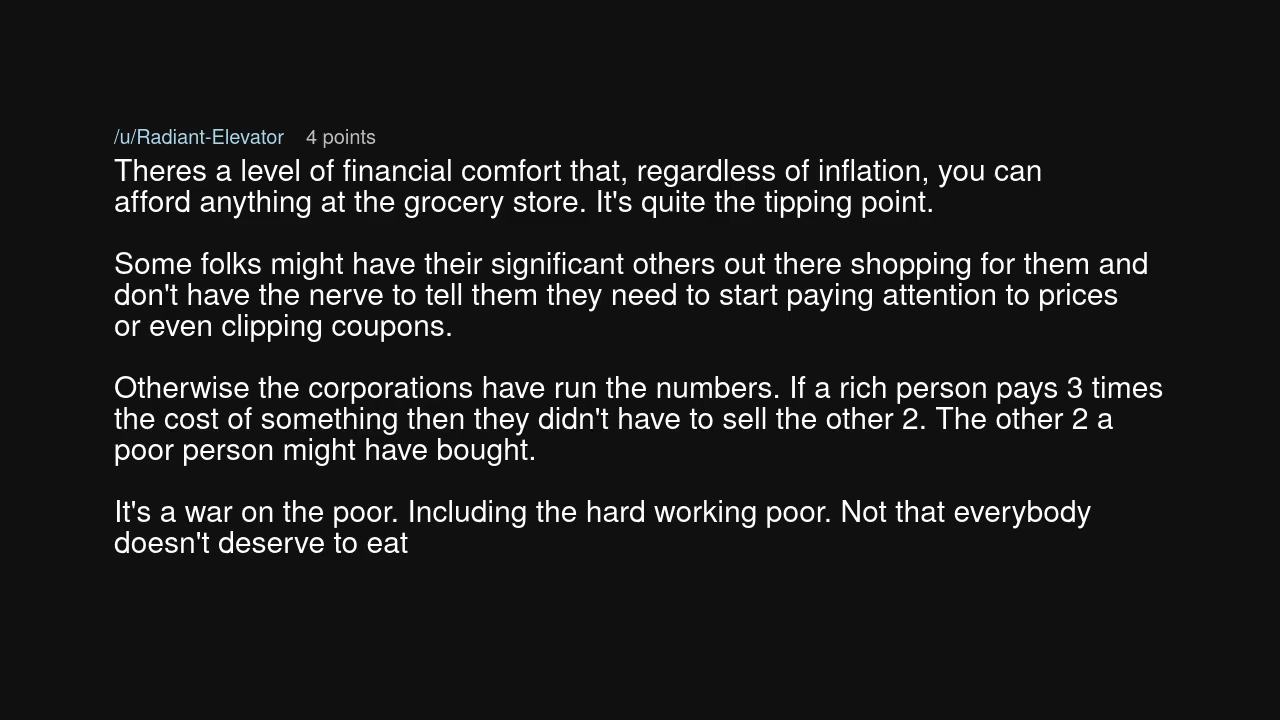 /u/Radiant-Elevator 4 points
Theres a level of financial comfort that, regardless of inflation, you can
afford anything at the grocery store. It's quite the tipping point.
Some folks might have their significant others out there shopping for them and
don't have the nerve to tell them they need to start paying attention to prices
or even clipping coupons.
Otherwise the corporations have run the numbers. If a rich person pays 3 times
the cost of something then they didn't have to sell the other 2. The other 2 a
poor person might have bought.
It's a war on the poor. Including the hard working poor. Not that everybody
doesn't deserve to eat